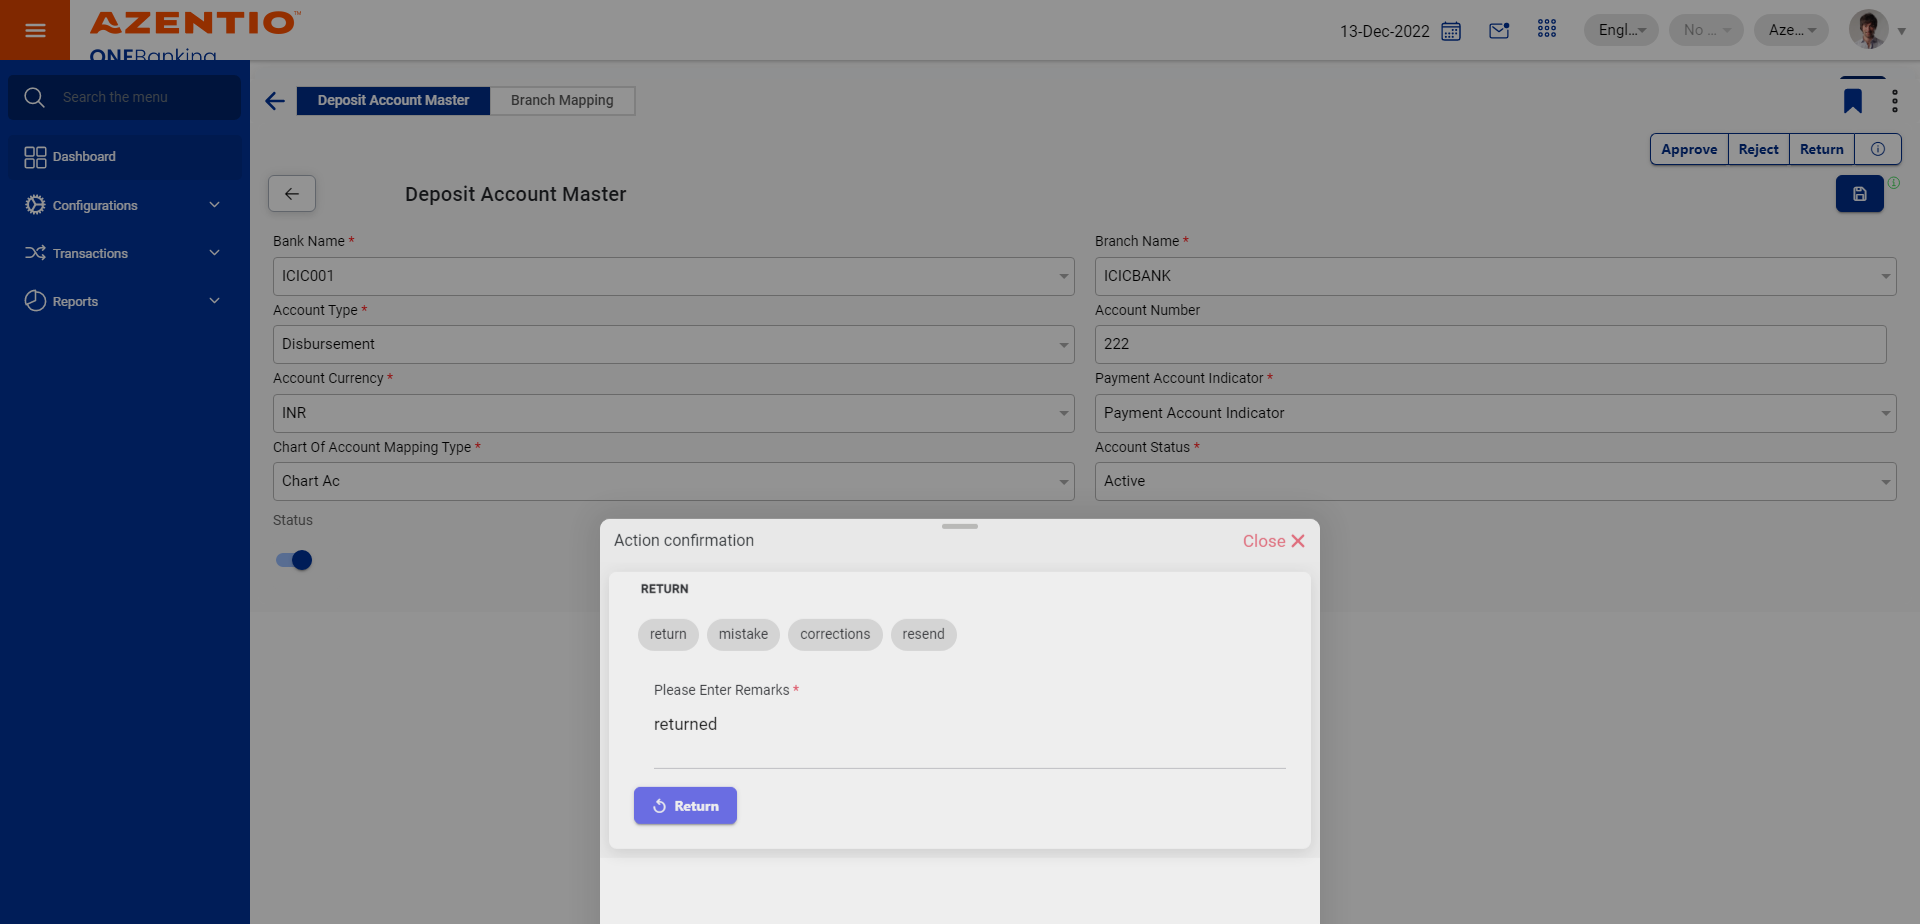 AZENTIO™
ONEBanking
13-Dec-2022
Engl...
No ...
Aze...
Search the menu
Dashboard
Configurations
Transactions
Reports
Deposit Account Master
Branch Mapping
Approve
Reject
Return
Deposit Account Master
Bank Name *
Branch Name *
ICIC001
ICICBANK
Account Type *
Account Number
Disbursement
222
Account Currency *
Payment Account Indicator *
INR
Payment Account Indicator
Chart Of Account Mapping Type *
Account Status *
Chart Ac
Active
Status
Action confirmation
Close
RETURN
return
mistake
corrections
resend
Please Enter Remarks *
returned
Return